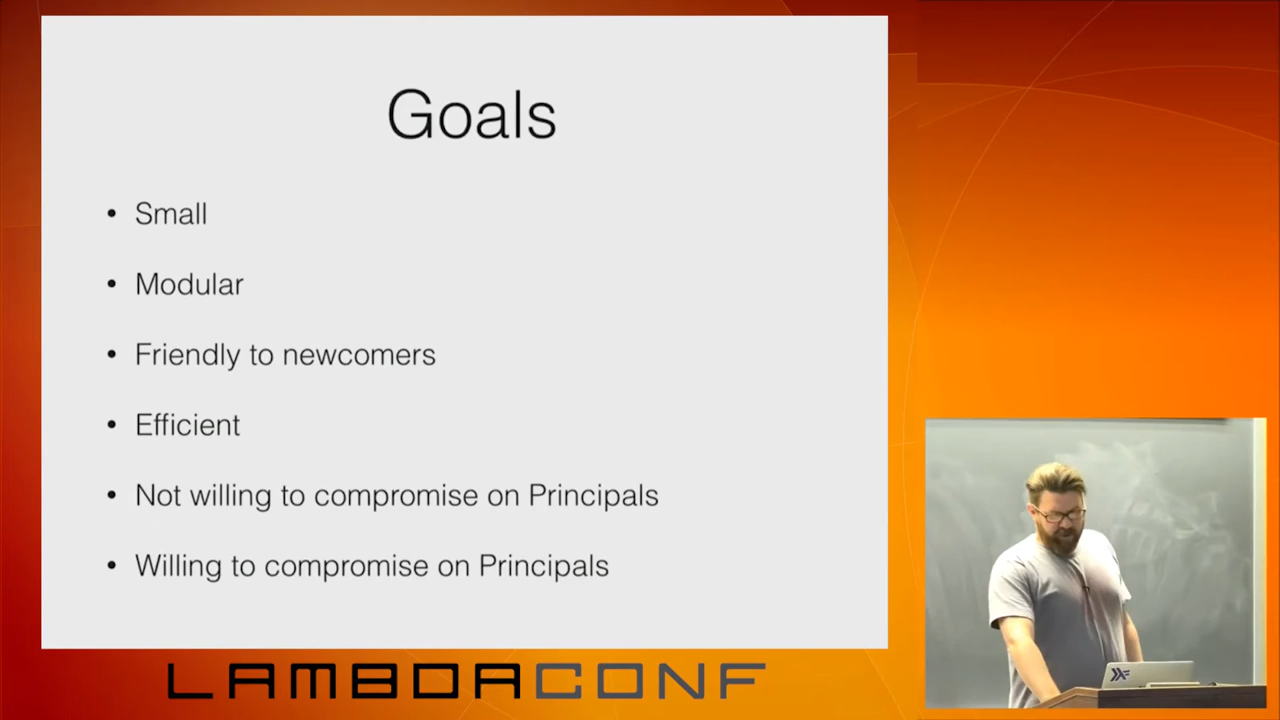 Goals
• Small
• Modular
• Friendly to newcomers
• Efficient
• Not willing to compromise on Principals
• Willing to compromise on Principals
LAMBDACONF